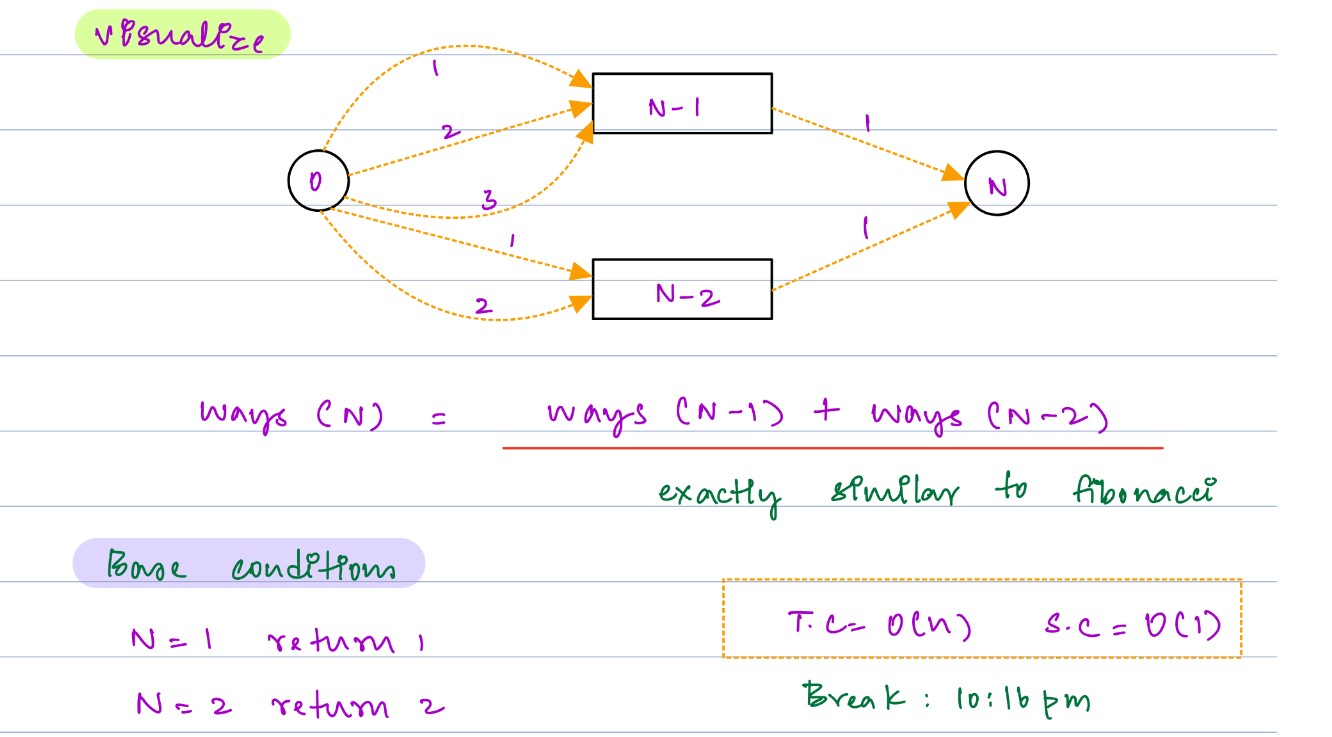 visualize
1
N-1
1
2
0
N
3
1
1
N-2
2
ways (N) = ways (N-1) + ways (N-2)
exactly similar to fibonacci
Base conditions
T.C= O(n) S.C = O(1)
N = 1 return 1
Break : 10:16 pm
N = 2 return 2